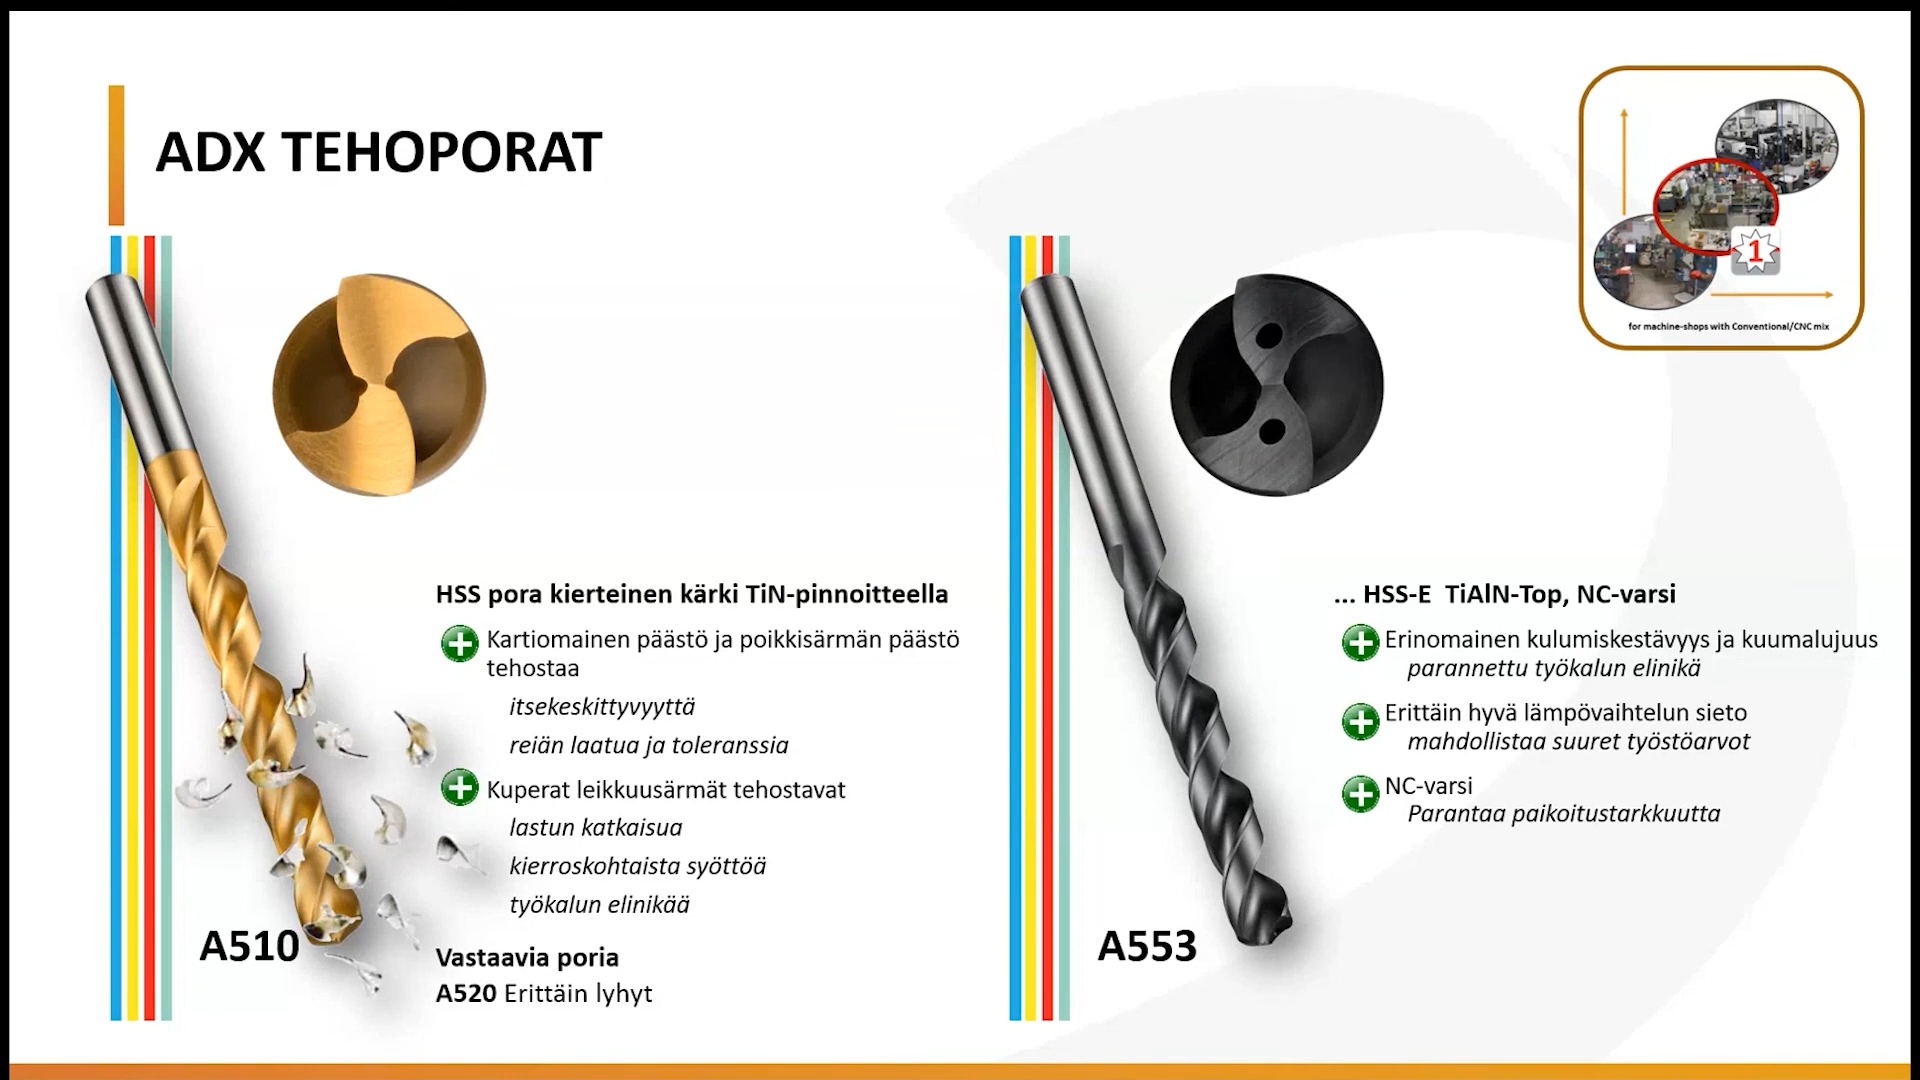 ADX TEHOPORAT
1
for machine-shops with Conventional/CNC mix
HSS pora kierteinen kärki TiN-pinnoitteella
Kartiomainen päästö ja poikkisärmän päästö
tehostaa
itsekeskittyvyyttä
reiän laatua ja toleranssia
Kuperat leikkuusärmät tehostavat
lastun katkaisua
kierroskohtaista syöttöä
työkalun elinikää
A510
Vastaavia poria
A520 Erittäin lyhyt
... HSS-E TiAlN-Top, NC-varsi
Erinomainen kulumiskestävyys ja kuumalujuus
parannettu työkalun elinikä
Erittäin hyvä lämpövaihtelun sieto
mahdollistaa suuret työstöarvot
NC-varsi
Parantaa paikoitustarkkuutta
A553